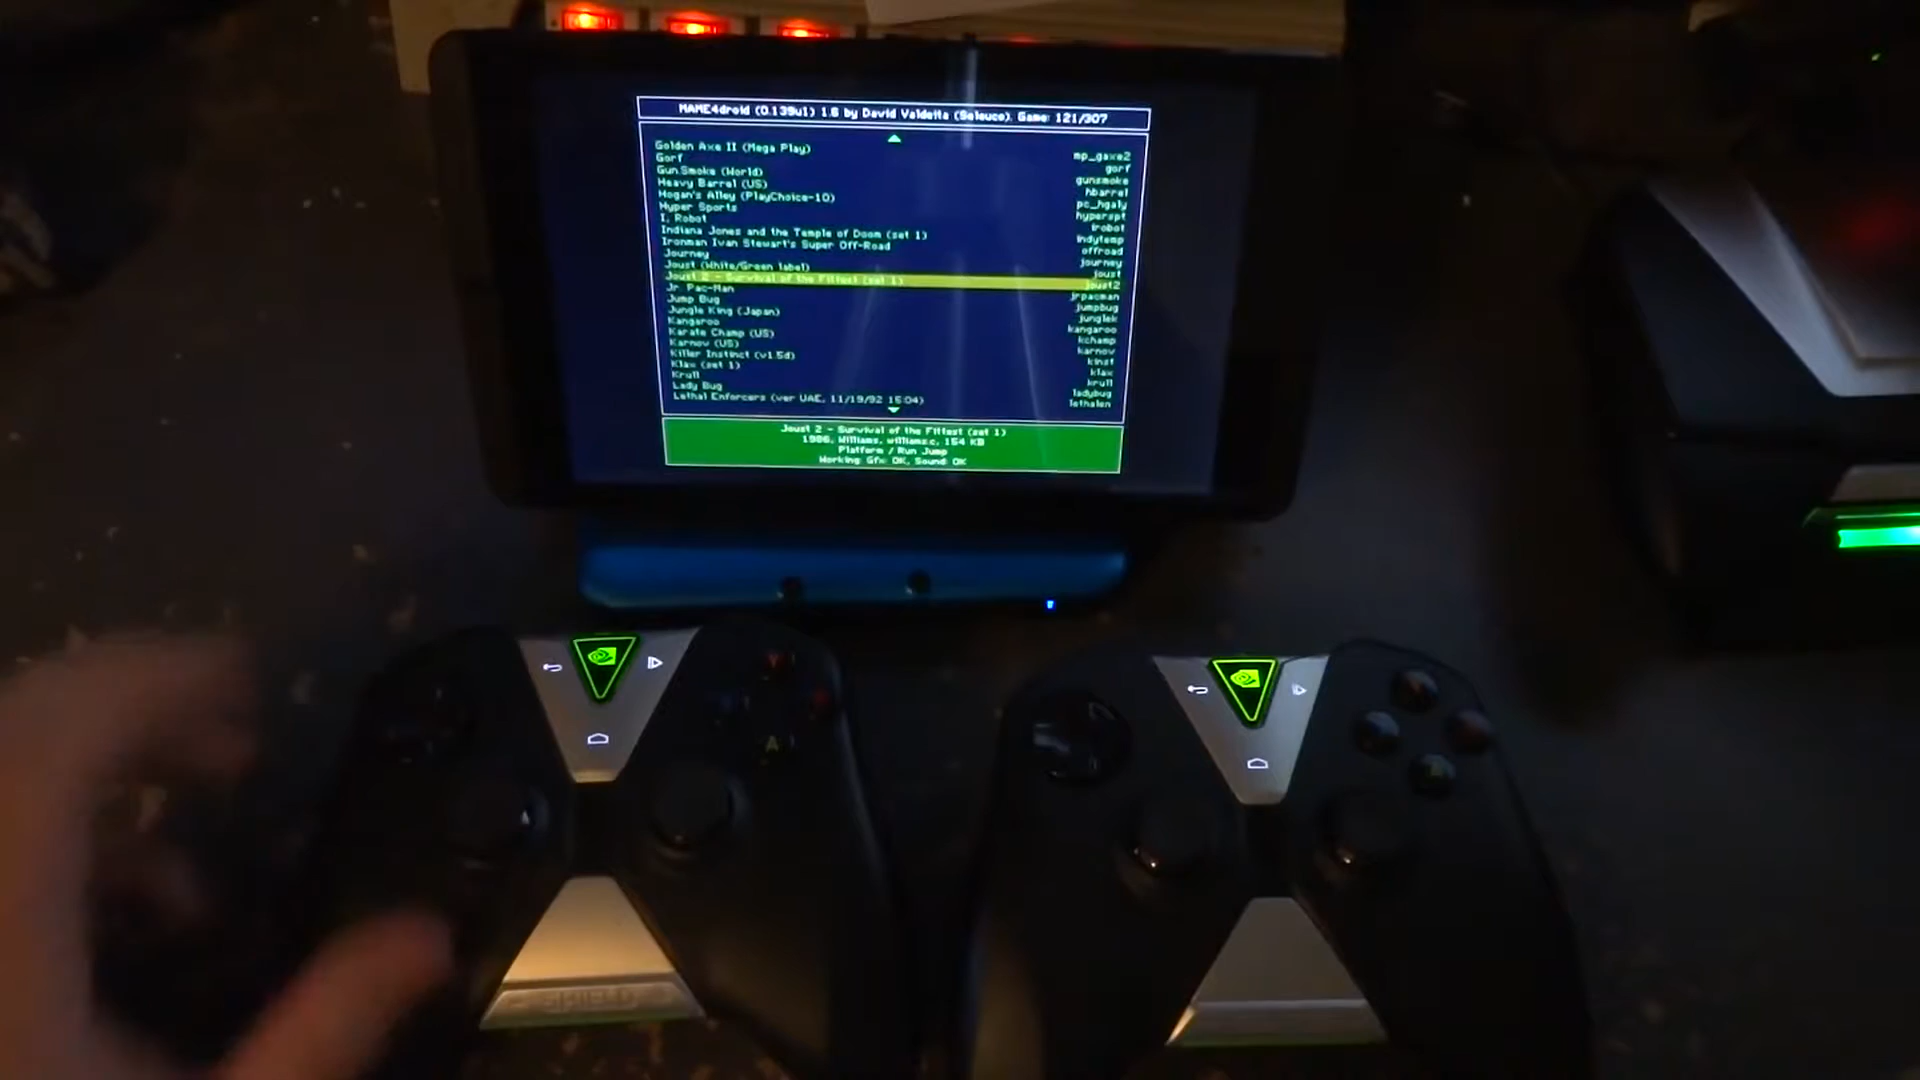 MAME4droid (0.139u1) 1.6 by David Valdeita (Seleuco). Game: 121/307
Golden Axe II (Mega Play) mp_gaxe2
Gorf gorf
Gun.Smoke (World) gunsmoke
Heavy Barrel (US) hbarrel
Hogan's Alley (PlayChoice-10) pc_hgaly
Hyper Sports hyperspt
I, Robot irobot
Indiana Jones and the Temple of Doom (set 1) indytemp
Ironman Ivan Stewart's Super Off-Road offroad
Journey journey
Joust (White/Green label) joust
Joust 2 - Survival of the Fittest (set 1) joust2
Jr. Pac-Man jrpacman
Jump Bug jumpbug
Jungle King (Japan) junglek
Kangaroo kangaroo
Karate Champ (US) kchamp
Karnov (US) karnov
Killer Instinct (v1.5d) kinst
Klax (set 1) klax
Krull krull
Lady Bug ladybug
Lethal Enforcers (ver UAE, 11/19/92 15:04) lethalen
Joust 2 - Survival of the Fittest (set 1)
1986, Williams, williams.c, 154 KB
Platform / Run Jump
Working: Gfx: OK, Sound: OK
Y
A
SHIELD